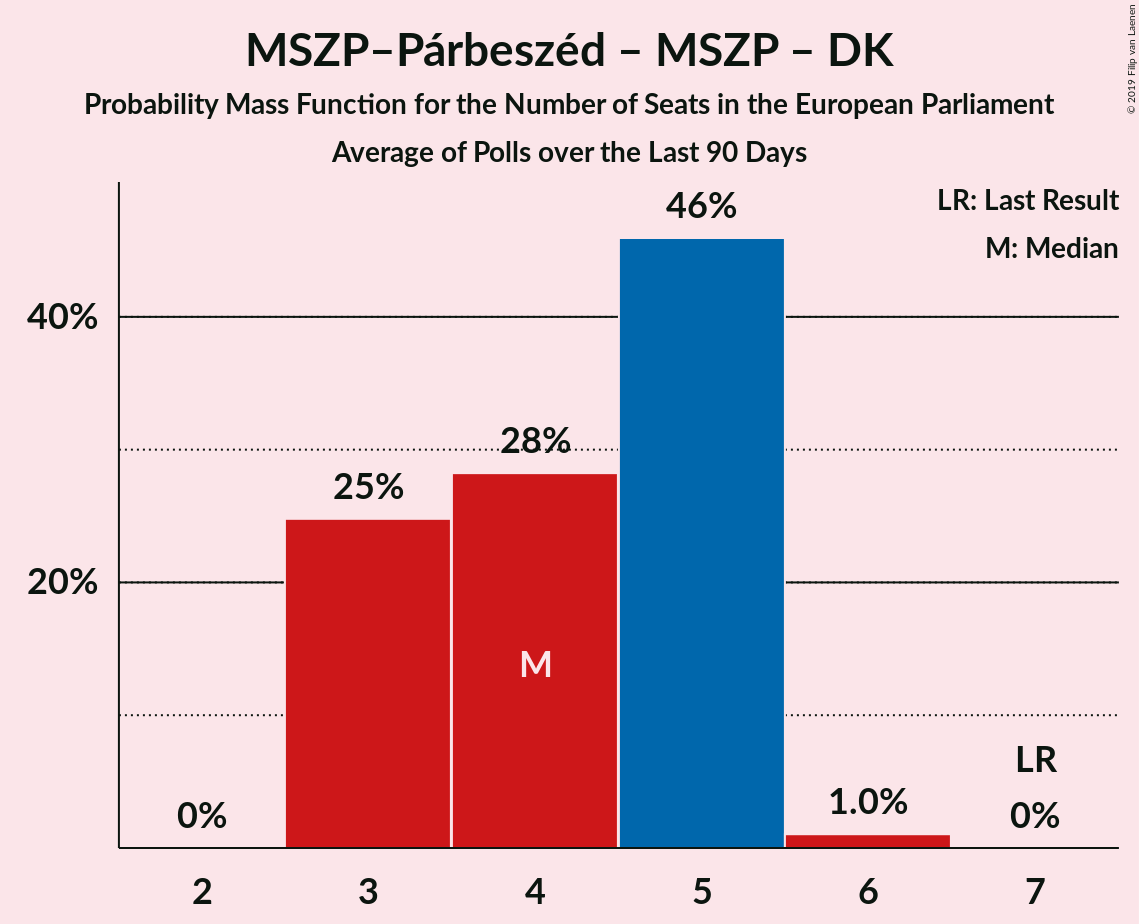 MSZP–Párbeszéd – MSZP – DK
Probability Mass Function for the Number of Seats in the European Parliament
Average of Polls over the Last 90 Days
© 2019 Filip van Laenen
LR: Last Result
M: Median
46%
40%
28%
25%
20%
M
LR
0%
1.0%
0%
2 3 4 5 6 7